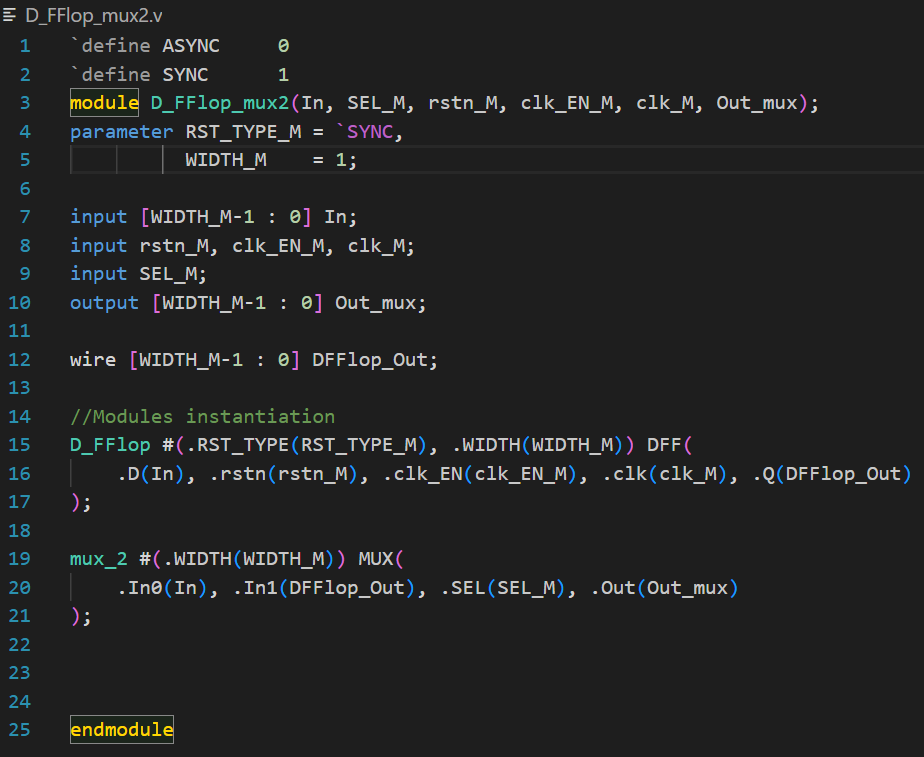 D_FFlop_mux2.v
1 `define ASYNC 0
2 `define SYNC 1
3 module D_FFlop_mux2(In, SEL_M, rstn_M, clk_EN_M, clk_M, Out_mux);
4 parameter RST_TYPE_M = `SYNC,
5 WIDTH_M = 1;
6
7 input [WIDTH_M-1 : 0] In;
8 input rstn_M, clk_EN_M, clk_M;
9 input SEL_M;
10 output [WIDTH_M-1 : 0] Out_mux;
11
12 wire [WIDTH_M-1 : 0] DFFlop_Out;
13
14 //Modules instantiation
15 D_FFlop #(.RST_TYPE(RST_TYPE_M), .WIDTH(WIDTH_M)) DFF(
16 .D(In), .rstn(rstn_M), .clk_EN(clk_EN_M), .clk(clk_M), .Q(DFFlop_Out)
17 );
18
19 mux_2 #(.WIDTH(WIDTH_M)) MUX(
20 .In0(In), .In1(DFFlop_Out), .SEL(SEL_M), .Out(Out_mux)
21 );
22
23
24
25 endmodule